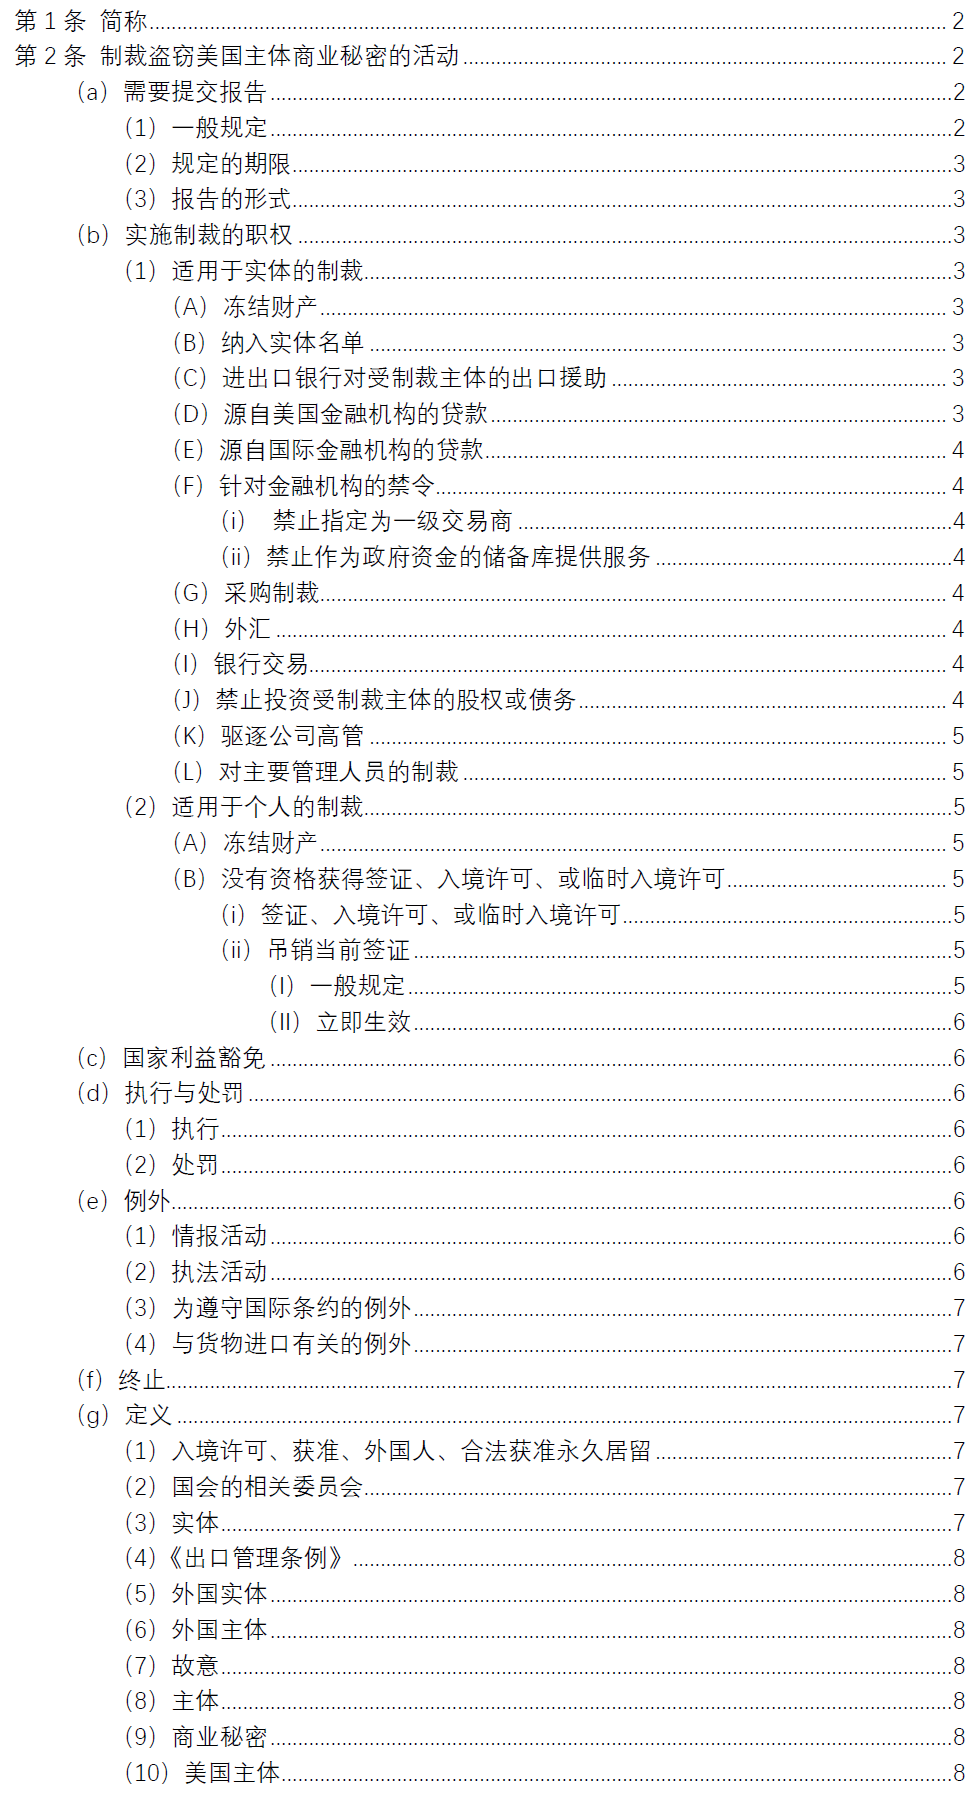 第 1 条 简称 2
第 2 条 制裁盗窃美国主体商业秘密的活动 2
（a）需要提交报告 2
（1）一般规定 2
（2）规定的期限 3
（3）报告的形式 3
（b）实施制裁的职权 3
（1）适用于实体的制裁 3
（A）冻结财产 3
（B）纳入实体名单 3
（C）进出口银行对受制裁主体的出口援助 3
（D）源自美国金融机构的贷款 3
（E）源自国际金融机构的贷款 4
（F）针对金融机构的禁令 4
（i） 禁止指定为一级交易商 4
（ii）禁止作为政府资金的储备库提供服务 4
（G）采购制裁 4
（H）外汇 4
（I）银行交易 4
（J）禁止投资受制裁主体的股权或债务 4
（K）驱逐公司高管 5
（L）对主要管理人员的制裁 5
（2）适用于个人的制裁 5
（A）冻结财产 5
（B）没有资格获得签证、入境许可、或临时入境许可 5
（i）签证、入境许可、或临时入境许可 5
（ii）吊销当前签证 5
（I）一般规定 5
（II）立即生效 6
（c）国家利益豁免 6
（d）执行与处罚 6
（1）执行 6
（2）处罚 6
（e）例外 6
（1）情报活动 6
（2）执法活动 6
（3）为遵守国际条约的例外 7
（4）与货物进口有关的例外 7
（f）终止 7
（g）定义 7
（1）入境许可、获准、外国人、合法获准永久居留 7
（2）国会的相关委员会 7
（3）实体 7
（4）《出口管理条例》 8
（5）外国实体 8
（6）外国主体 8
（7）故意 8
（8）主体 8
（9）商业秘密 8
（10）美国主体 8